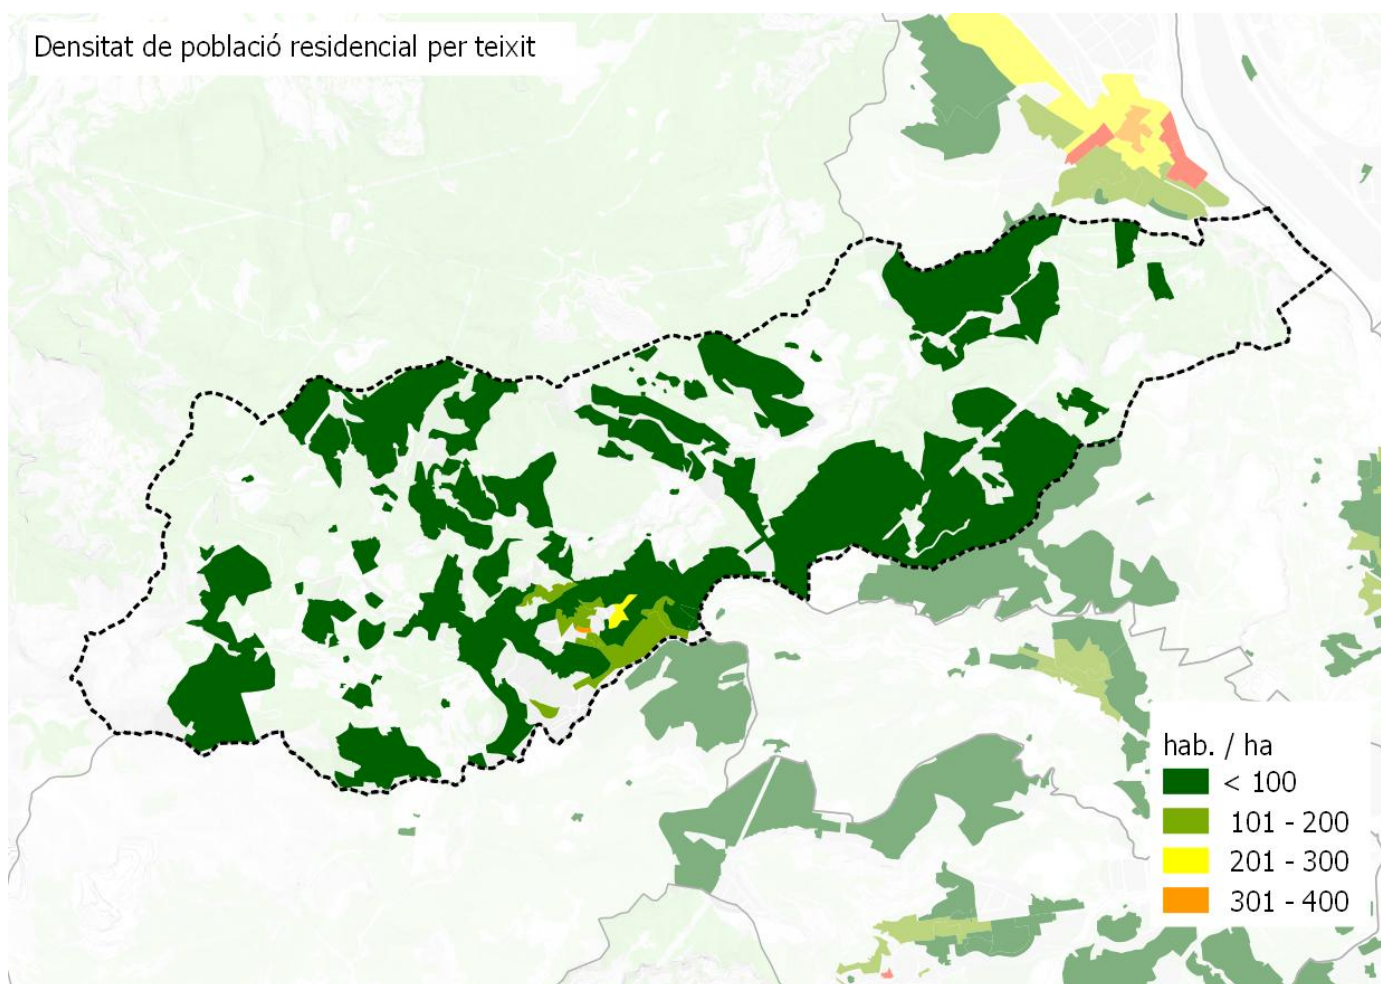 Densitat de població residencial per teixit
hab. / ha
< 100
101 - 200
201 - 300
301 - 400